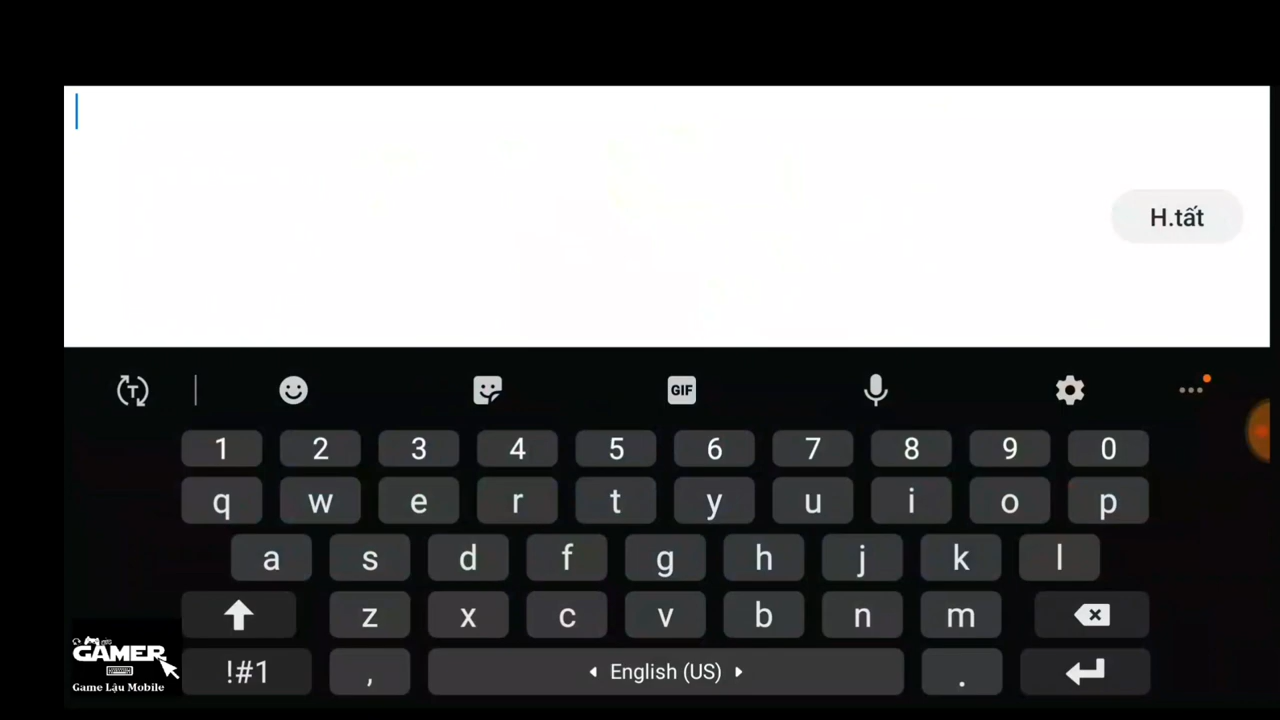 H.tất
T
GIF
1 2 3 4 5 6 7 8 9 0
q w e r t y u i o p
a s d f g h j k l
z x c v b n m
!#1 , English (US) .
GAMER
Game Lậu Mobile